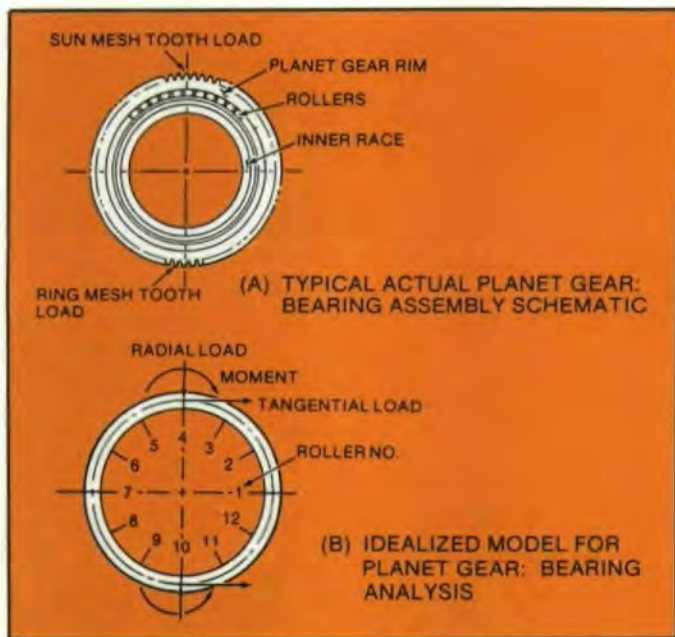 SUN MESH TOOTH LOAD
PLANET GEAR RIM
ROLLERS
INNER RACE
RING MESH TOOTH
LOAD
(A) TYPICAL ACTUAL PLANET GEAR:
BEARING ASSEMBLY SCHEMATIC
RADIAL LOAD
MOMENT
TANGENTIAL LOAD
ROLLER NO.
4
5
3
6
2
7
1
8
12
9
11
10
(B) IDEALIZED MODEL FOR
PLANET GEAR: BEARING
ANALYSIS